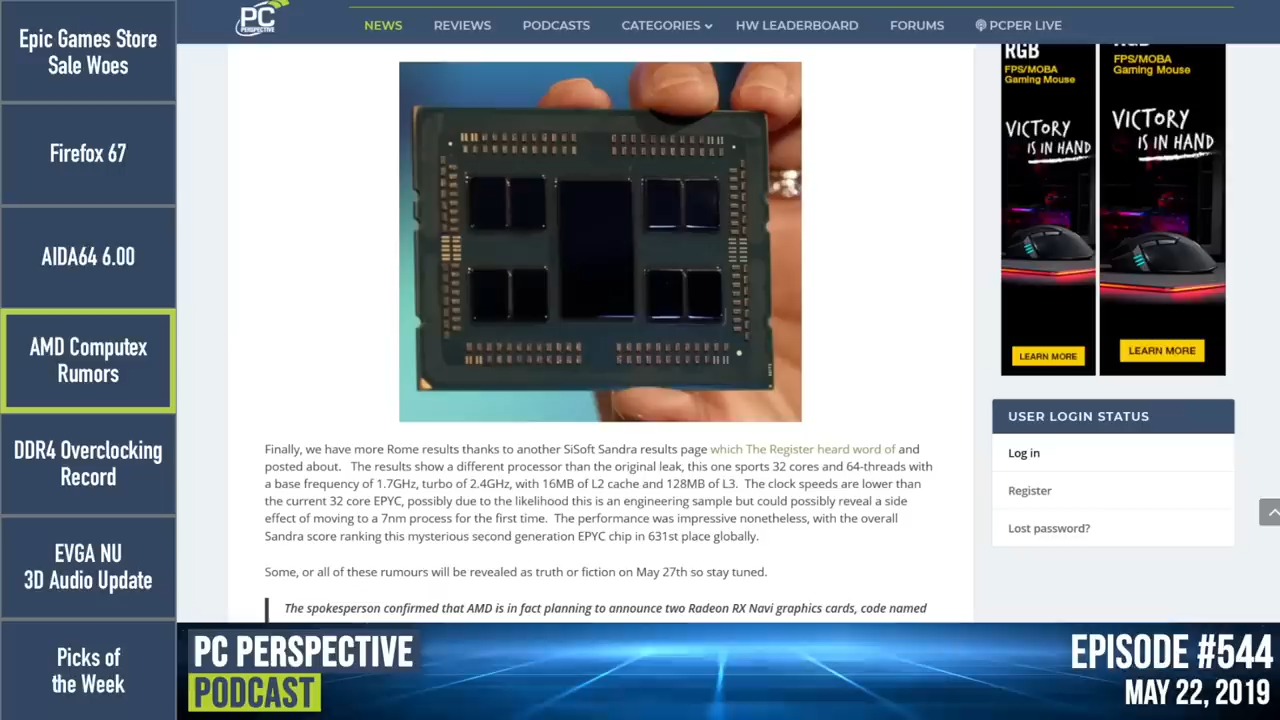 Epic Games Store
Sale Woes
Firefox 67
AIDA64 6.00
AMD Computex
Rumors
DDR4 Overclocking
Record
EVGA NU
3D Audio Update
Picks of
the Week
PC
PERSPECTIVE
NEWS
REVIEWS
PODCASTS
CATEGORIES
HW LEADERBOARD
FORUMS
PCPER LIVE
RGB
FPS/MOBA
Gaming Mouse
VICTORY
IS IN HAND
LEARN MORE
FPS/MOBA
Gaming Mouse
VICTORY
IS IN HAND
LEARN MORE
Finally, we have more Rome results thanks to another SiSoft Sandra results page which The Register heard word of and
posted about. The results show a different processor than the original leak, this one sports 32 cores and 64-threads with
a base frequency of 1.7GHz, turbo of 2.4GHz, with 16MB of L2 cache and 128MB of L3. The clock speeds are lower than
the current 32 core EPYC, possibly due to the likelihood this is an engineering sample but could possibly reveal a side
effect of moving to a 7nm process for the first time. The performance was impressive nonetheless, with the overall
Sandra score ranking this mysterious second generation EPYC chip in 631st place globally.
Some, or all of these rumours will be revealed as truth or fiction on May 27th so stay tuned.
The spokesperson confirmed that AMD is in fact planning to announce two Radeon RX Navi graphics cards, code named
USER LOGIN STATUS
Log in
Register
Lost password?
PC PERSPECTIVE
PODCAST
EPISODE #544
MAY 22, 2019